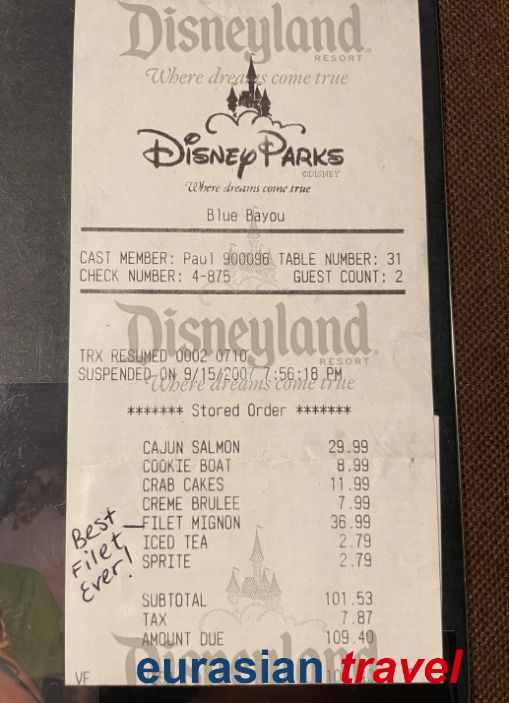 Disneyland
RESORT
Where dreams come true
DISNEY PARKS
©DISNEY
Where dreams come true
Blue Bayou
CAST MEMBER: Paul 900096 TABLE NUMBER: 31
CHECK NUMBER: 4-875 GUEST COUNT: 2
Disneyland
RESORT
TRX RESUMED 0002 0710
SUSPENDED ON 9/15/2007 7:56:18 PM
Where dreams come true
******* Stored Order *******
CAJUN SALMON 29.99
COOKIE BOAT 8.99
CRAB CAKES 11.99
CREME BRULEE 7.99
FILET MIGNON 36.99
ICED TEA 2.79
SPRITE 2.79
Best
Filet
Ever!
SUBTOTAL 101.53
TAX 7.87
AMOUNT DUE 109.40
Disneyland
eurasian travel